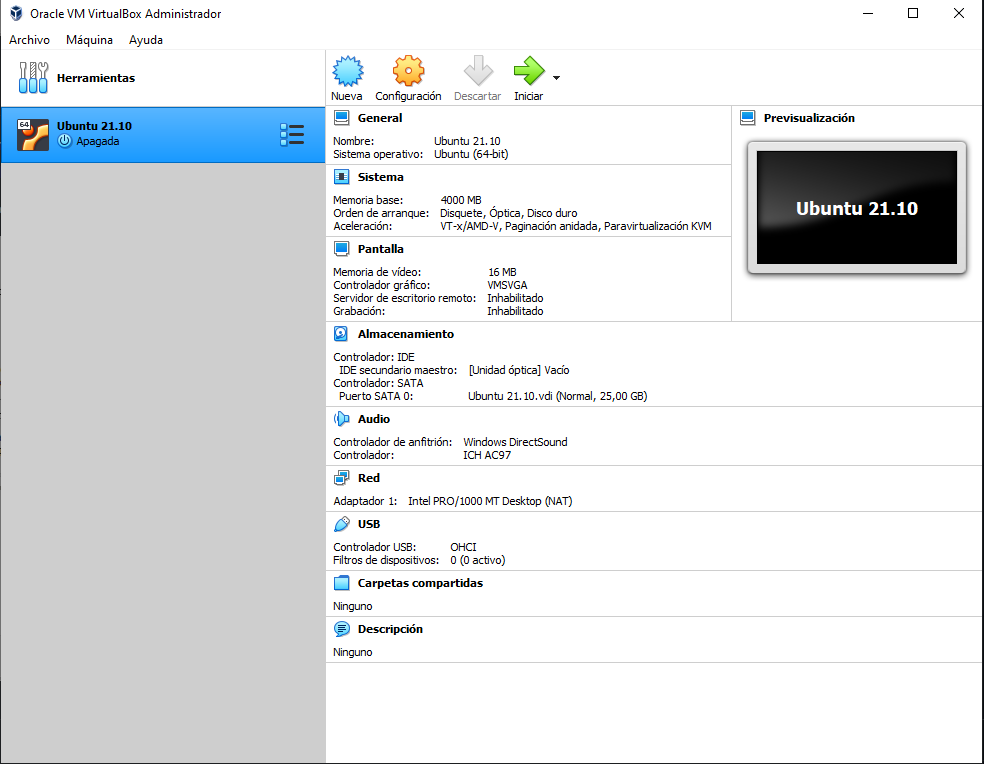 Oracle VM VirtualBox Administrador
Archivo Máquina Ayuda
Herramientas
Nueva Configuración Descartar Iniciar
64
Ubuntu 21.10
Apagada
General
Nombre: Ubuntu 21.10
Sistema operativo: Ubuntu (64-bit)
Previsualización
Ubuntu 21.10
Sistema
Memoria base: 4000 MB
Orden de arranque: Disquete, Óptica, Disco duro
Aceleración: VT-x/AMD-V, Paginación anidada, Paravirtualización KVM
Pantalla
Memoria de vídeo: 16 MB
Controlador gráfico: VMSVGA
Servidor de escritorio remoto: Inhabilitado
Grabación: Inhabilitado
Almacenamiento
Controlador: IDE
IDE secundario maestro: [Unidad óptica] Vacío
Controlador: SATA
Puerto SATA 0: Ubuntu 21.10.vdi (Normal, 25,00 GB)
Audio
Controlador de anfitrión: Windows DirectSound
Controlador: ICH AC97
Red
Adaptador 1: Intel PRO/1000 MT Desktop (NAT)
USB
Controlador USB: OHCI
Filtros de dispositivos: 0 (0 activo)
Carpetas compartidas
Ninguno
Descripción
Ninguno